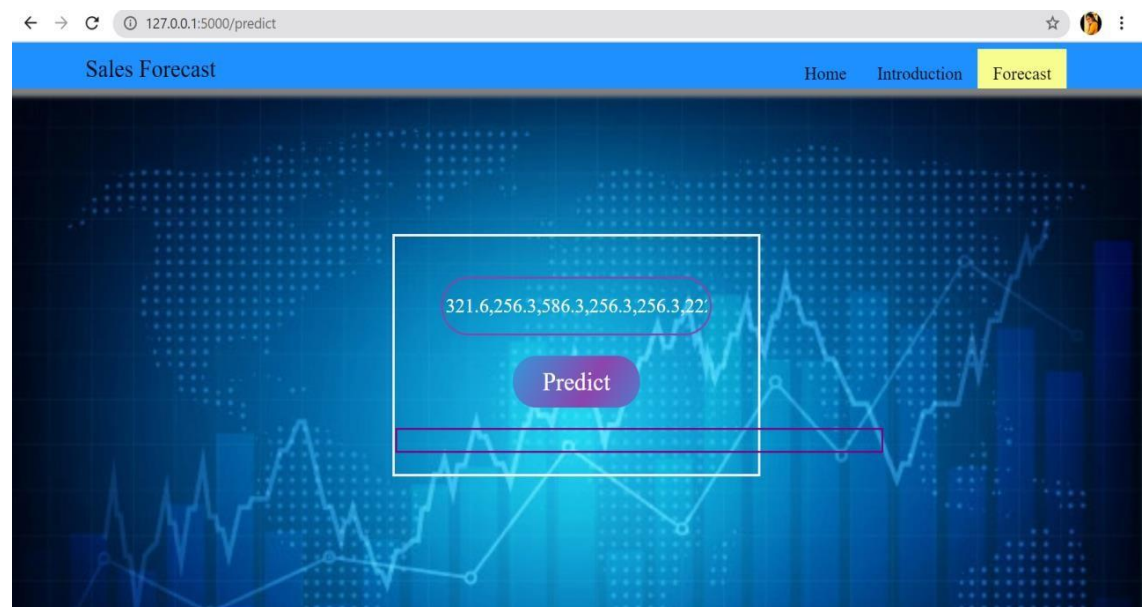 127.0.0.1:5000/predict
Sales Forecast
Home Introduction Forecast
321.6,256.3,586.3,256.3,256.3,22
Predict